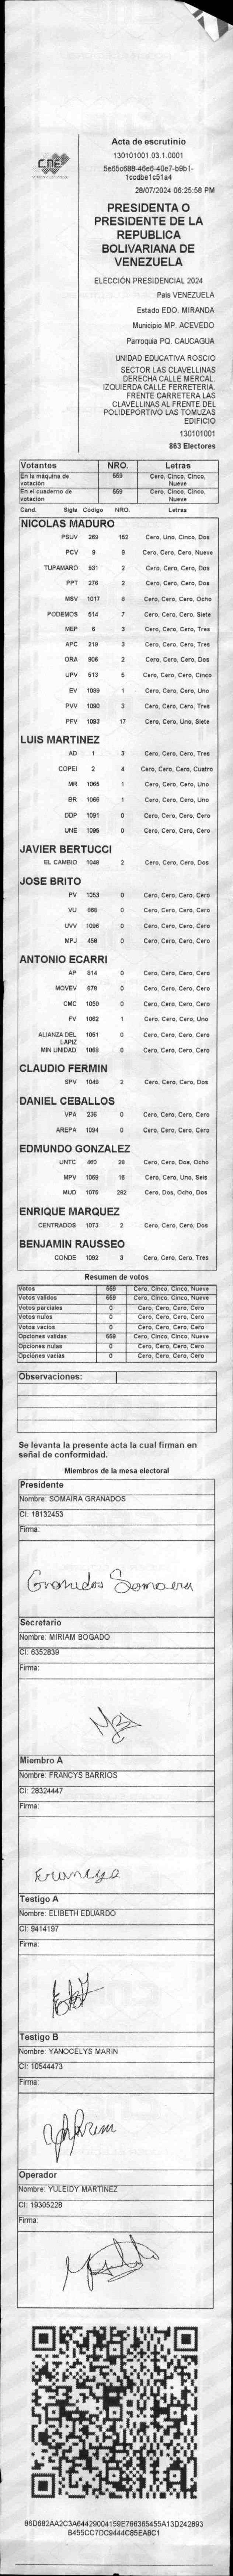 CNE
Acta de escrutinio
130101001.03.1.0001
28/07/2024 06:25:58 PM
PRESIDENTA O
PRESIDENTE DE LA
REPUBLICA
BOLIVARIANA DE
VENEZUELA
ELECCIÓN PRESIDENCIAL 2024
Pais VENEZUELA
Estado EDO. MIRANDA
Municipio MP. ACEVEDO
Parroquia PQ. CAUCAGUA
UNIDAD EDUCATIVA ROSCIO
SECTOR LAS CLAVELLINAS
DERECHA CALLE MERCAL.
IZQUIERDA CALLE FERRETERIA.
FRENTE CARRETERA LAS
CLAVELLINAS AL FRENTE DEL
POLIDEPORTIVO LAS TOMUZAS
EDIFICIO
130101001
863 Electores
Votantes NRO. Letras
En la máquina de votación 559 Cero, Cinco, Cinco, Nueve
En el cuaderno de votación 559 Cero, Cinco, Cinco, Nueve
Cand. Sigla Código NRO. Letras
NICOLAS MADURO
PSUV 269 152 Cero, Uno, Cinco, Dos
PCV 9 9 Cero, Cero, Cero, Nueve
TUPAMARO 931 2 Cero, Cero, Cero, Dos
PPT 276 2 Cero, Cero, Cero, Dos
MSV 1017 8 Cero, Cero, Cero, Ocho
PODEMOS 514 7 Cero, Cero, Cero, Siete
MEP 6 3 Cero, Cero, Cero, Tres
APC 219 3 Cero, Cero, Cero, Tres
ORA 906 2 Cero, Cero, Cero, Dos
UPV 513 5 Cero, Cero, Cero, Cinco
EV 1089 1 Cero, Cero, Cero, Uno
PVV 1090 3 Cero, Cero, Cero, Tres
PFV 1093 17 Cero, Cero, Uno, Siete
LUIS MARTINEZ
AD 1 3 Cero, Cero, Cero, Tres
COPEI 2 4 Cero, Cero, Cero, Cuatro
MR 1065 1 Cero, Cero, Cero, Uno
BR 1066 1 Cero, Cero, Cero, Uno
DDP 1091 0 Cero, Cero, Cero, Cero
UNE 1095 0 Cero, Cero, Cero, Cero
JAVIER BERTUCCI
EL CAMBIO 1048 2 Cero, Cero, Cero, Dos
JOSE BRITO
PV 1053 0 Cero, Cero, Cero, Cero
VU 868 0 Cero, Cero, Cero, Cero
UVV 1096 0 Cero, Cero, Cero, Cero
MPJ 458 0 Cero, Cero, Cero, Cero
ANTONIO ECARRI
AP 814 0 Cero, Cero, Cero, Cero
MOVEV 878 0 Cero, Cero, Cero, Cero
CMC 1050 0 Cero, Cero, Cero, Cero
FV 1062 1 Cero, Cero, Cero, Uno
ALIANZA DEL LAPIZ 1051 0 Cero, Cero, Cero, Cero
MIN UNIDAD 1068 0 Cero, Cero, Cero, Cero
CLAUDIO FERMIN
SPV 1049 2 Cero, Cero, Cero, Dos
DANIEL CEBALLOS
VPA 236 0 Cero, Cero, Cero, Cero
AREPA 1094 0 Cero, Cero, Cero, Cero
EDMUNDO GONZALEZ
UNTC 460 28 Cero, Cero, Dos, Ocho
MPV 1069 16 Cero, Cero, Uno, Seis
MUD 1075 282 Cero, Dos, Ocho, Dos
ENRIQUE MARQUEZ
CENTRADOS 1073 2 Cero, Cero, Cero, Dos
BENJAMIN RAUSSEO
CONDE 1092 3 Cero, Cero, Cero, Tres
Resumen de votos
Votos 559 Cero, Cinco, Cinco, Nueve
Votos validos 559 Cero, Cinco, Cinco, Nueve
Votos parciales 0 Cero, Cero, Cero, Cero
Votos nulos 0 Cero, Cero, Cero, Cero
Votos vacios 0 Cero, Cero, Cero, Cero
Opciones validas 559 Cero, Cinco, Cinco, Nueve
Opciones nulas 0 Cero, Cero, Cero, Cero
Opciones vacias 0 Cero, Cero, Cero, Cero
Observaciones:
Se levanta la presente acta la cual firman en
señal de conformidad.
Miembros de la mesa electoral
Presidente
Nombre: SOMAIRA GRANADOS
CI: 18132453
Firma:
Granados Somaira
Secretario
Nombre: MIRIAM BOGADO
CI: 6352839
Firma:
Miembro A
Nombre: FRANCYS BARRIOS
CI: 28324447
Firma:
Testigo A
Nombre: ELIBETH EDUARDO
CI: 9414197
Firma:
Testigo B
Nombre: YANOCELYS MARIN
CI: 10544473
Firma:
Operador
Nombre: YULEIDY MARTINEZ
CI: 19305228
Firma:
86D682AA2C3A64429004159E766365455A13D242893
B455CC7DC9444C85EA8C1